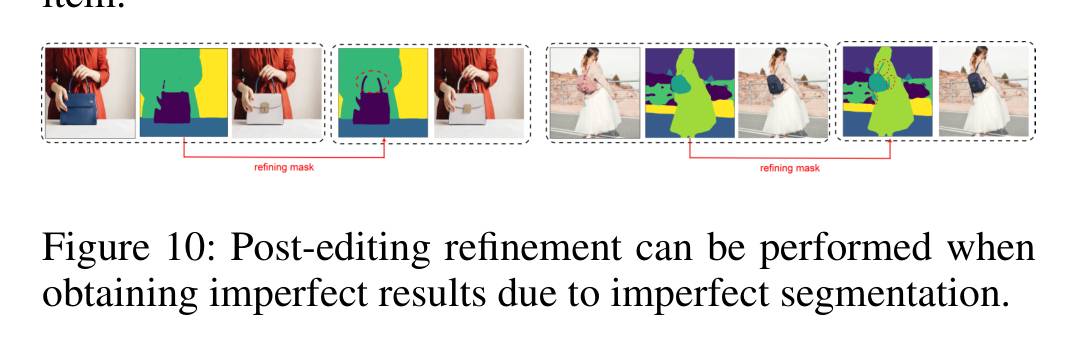 item.
refining mask
refining mask
Figure 10: Post-editing refinement can be performed when
obtaining imperfect results due to imperfect segmentation.